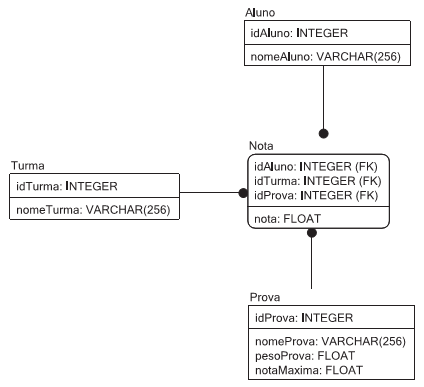 Aluno
idAluno: INTEGER
nomeAluno: VARCHAR(256)
Nota
idAluno: INTEGER (FK)
idTurma: INTEGER (FK)
idProva: INTEGER (FK)
nota: FLOAT
Turma
idTurma: INTEGER
nomeTurma: VARCHAR(256)
Prova
idProva: INTEGER
nomeProva: VARCHAR(256)
pesoProva: FLOAT
notaMaxima: FLOAT